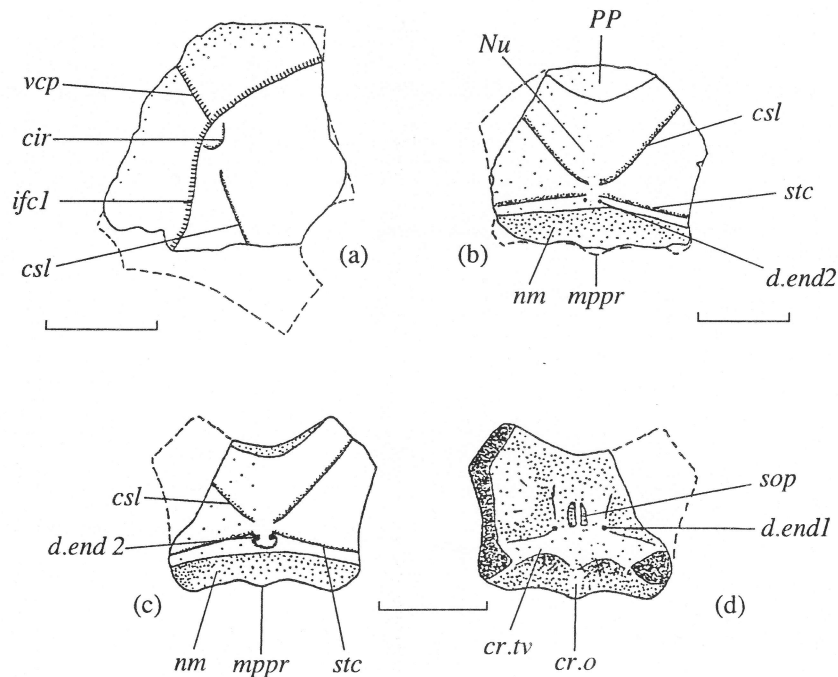 vcp
cir
ifc1
csl
(a)
PP
Nu
csl
stc
(b)
d.end2
nm mppr
csl
d.end 2
(c)
nm mppr stc
sop
d.end1
(d)
cr.tv
cr.o